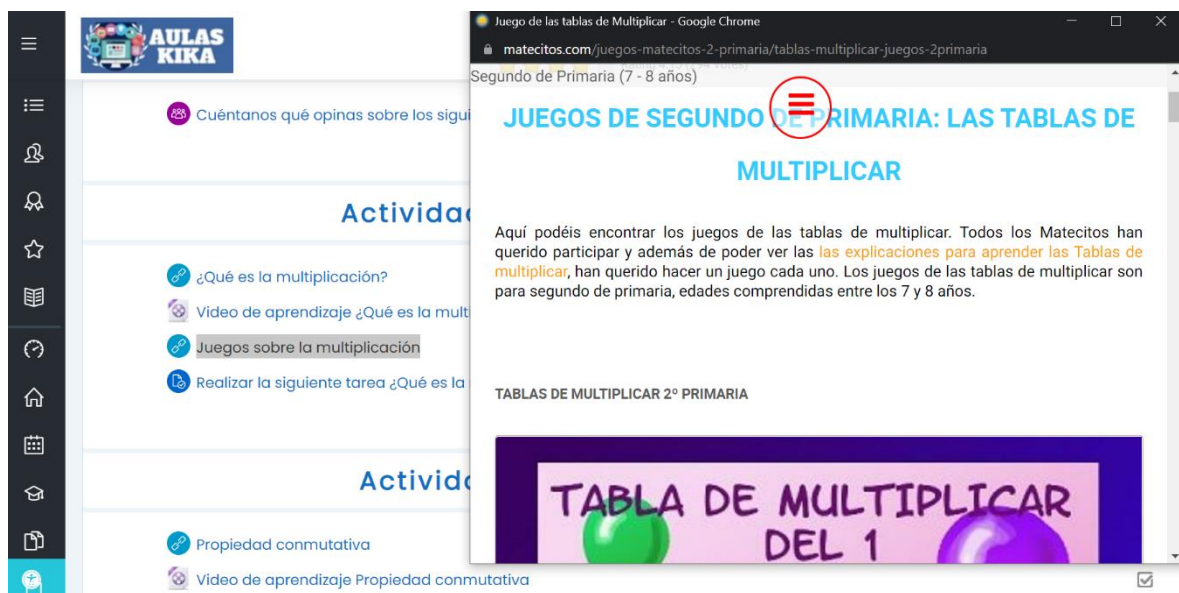 AULAS
KIKA
Cuéntanos qué opinas sobre los sigui
Activida
¿Qué es la multiplicación?
Video de aprendizaje ¿Qué es la mult
Juegos sobre la multiplicación
Realizar la siguiente tarea ¿Qué es la
Activid
Propiedad conmutativa
Video de aprendizaje Propiedad conmutativa
Juego de las tablas de Multiplicar - Google Chrome
matecitos.com/juegos-matecitos-2-primaria/tablas-multiplicar-juegos-2primaria
Segundo de Primaria (7 - 8 años)
JUEGOS DE SEGUNDO DE PRIMARIA: LAS TABLAS DE
MULTIPLICAR
Aquí podéis encontrar los juegos de las tablas de multiplicar. Todos los Matecitos han
querido participar y además de poder ver las las explicaciones para aprender las Tablas de
multiplicar, han querido hacer un juego cada uno. Los juegos de las tablas de multiplicar son
para segundo de primaria, edades comprendidas entre los 7 y 8 años.
TABLAS DE MULTIPLICAR 2º PRIMARIA
TABLA DE MULTIPLICAR
DEL 1